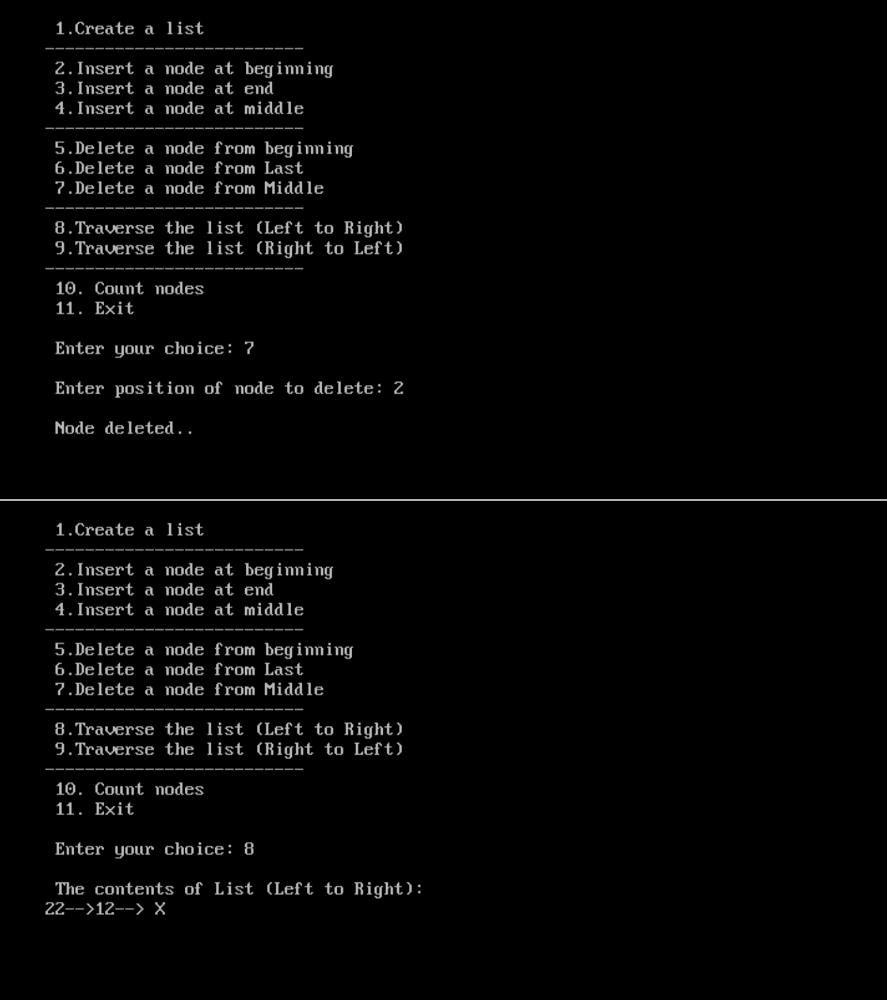 1.Create a list
--------------------------
2.Insert a node at beginning
3.Insert a node at end
4.Insert a node at middle
--------------------------
5.Delete a node from beginning
6.Delete a node from Last
7.Delete a node from Middle
--------------------------
8.Traverse the list (Left to Right)
9.Traverse the list (Right to Left)
--------------------------
10. Count nodes
11. Exit
Enter your choice: 7
Enter position of node to delete: 2
Node deleted..
1.Create a list
--------------------------
2.Insert a node at beginning
3.Insert a node at end
4.Insert a node at middle
--------------------------
5.Delete a node from beginning
6.Delete a node from Last
7.Delete a node from Middle
--------------------------
8.Traverse the list (Left to Right)
9.Traverse the list (Right to Left)
--------------------------
10. Count nodes
11. Exit
Enter your choice: 8
The contents of List (Left to Right):
22-->12--> X